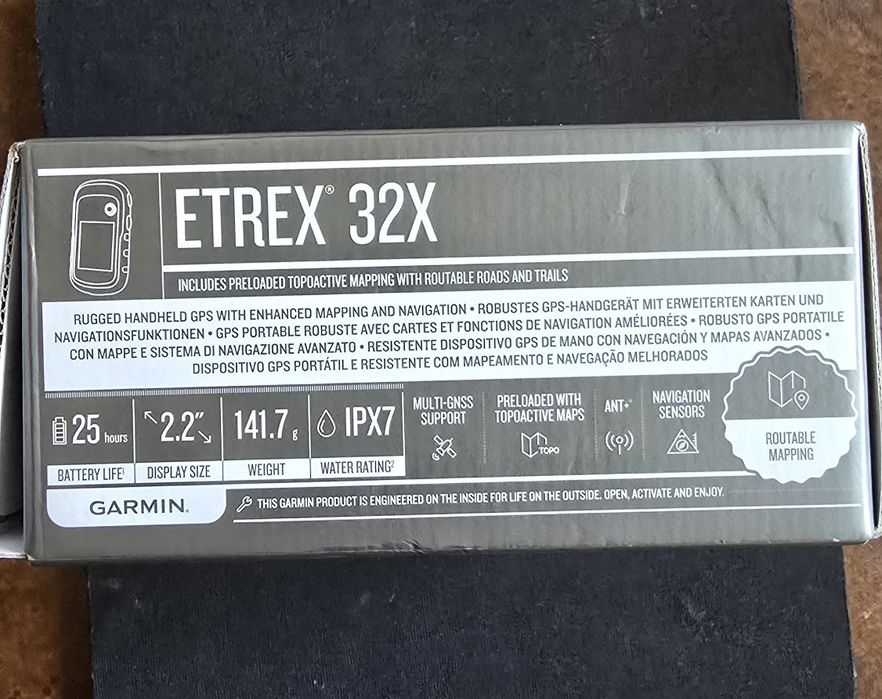 ETREX® 32X
INCLUDES PRELOADED TOPOACTIVE MAPPING WITH ROUTABLE ROADS AND TRAILS
RUGGED HANDHELD GPS WITH ENHANCED MAPPING AND NAVIGATION • ROBUSTES GPS-HANDGERÄT MIT ERWEITERTEN KARTEN UND
NAVIGATIONSFUNKTIONEN • GPS PORTABLE ROBUSTE AVEC CARTES ET FONCTIONS DE NAVIGATION AMÉLIORÉES • ROBUSTO GPS PORTATILE
CON MAPPE E SISTEMA DI NAVIGAZIONE AVANZATO • RESISTENTE DISPOSITIVO GPS DE MANO CON NAVEGACIÓN Y MAPAS AVANZADOS •
DISPOSITIVO GPS PORTÁTIL E RESISTENTE COM MAPEAMENTO E NAVEGAÇÃO MELHORADOS
25 hours
BATTERY LIFE¹
2.2"
DISPLAY SIZE
141.7 g
WEIGHT
IPX7
WATER RATING²
MULTI-GNSS
SUPPORT
PRELOADED WITH
TOPOACTIVE MAPS
TOPO
ANT+®
NAVIGATION
SENSORS
ROUTABLE
MAPPING
GARMIN®
THIS GARMIN PRODUCT IS ENGINEERED ON THE INSIDE FOR LIFE ON THE OUTSIDE. OPEN, ACTIVATE AND ENJOY.